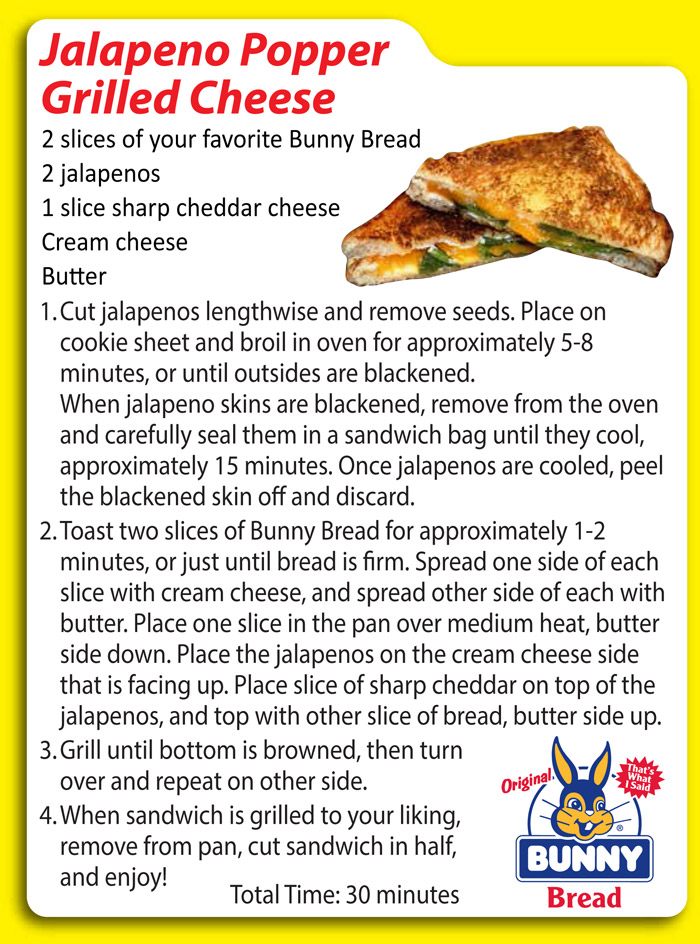 Jalapeno Popper
Grilled Cheese
2 slices of your favorite Bunny Bread
2 jalapenos
1 slice sharp cheddar cheese
Cream cheese
Butter
1. Cut jalapenos lengthwise and remove seeds. Place on
cookie sheet and broil in oven for approximately 5-8
minutes, or until outsides are blackened.
When jalapeno skins are blackened, remove from the oven
and carefully seal them in a sandwich bag until they cool,
approximately 15 minutes. Once jalapenos are cooled, peel
the blackened skin off and discard.
2. Toast two slices of Bunny Bread for approximately 1-2
minutes, or just until bread is firm. Spread one side of each
slice with cream cheese, and spread other side of each with
butter. Place one slice in the pan over medium heat, butter
side down. Place the jalapenos on the cream cheese side
that is facing up. Place slice of sharp cheddar on top of the
jalapenos, and top with other slice of bread, butter side up.
3. Grill until bottom is browned, then turn
over and repeat on other side.
4. When sandwich is grilled to your liking,
remove from pan, cut sandwich in half,
and enjoy!
Total Time: 30 minutes
Original
That's
What
I Said
®
BUNNY
Bread